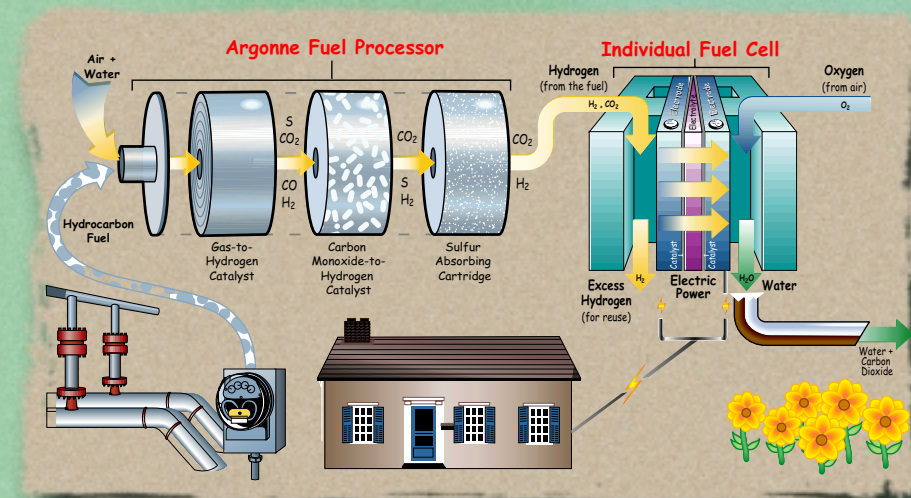 Argonne Fuel Processor
Individual Fuel Cell
Air +
Water
Hydrocarbon
Fuel
Gas-to-
Hydrogen
Catalyst
S
CO2
CO
H2
Carbon
Monoxide-to-
Hydrogen
Catalyst
CO2
S
H2
Sulfur
Absorbing
Cartridge
CO2
H2
Hydrogen
(from the fuel)
H2 , CO2
Electrode
Electrolyte
Electrode
Oxygen
(from air)
O2
Catalyst
Catalyst
H2
Excess
Hydrogen
(for reuse)
Electric
Power
H2O
Water
Water +
Carbon
Dioxide